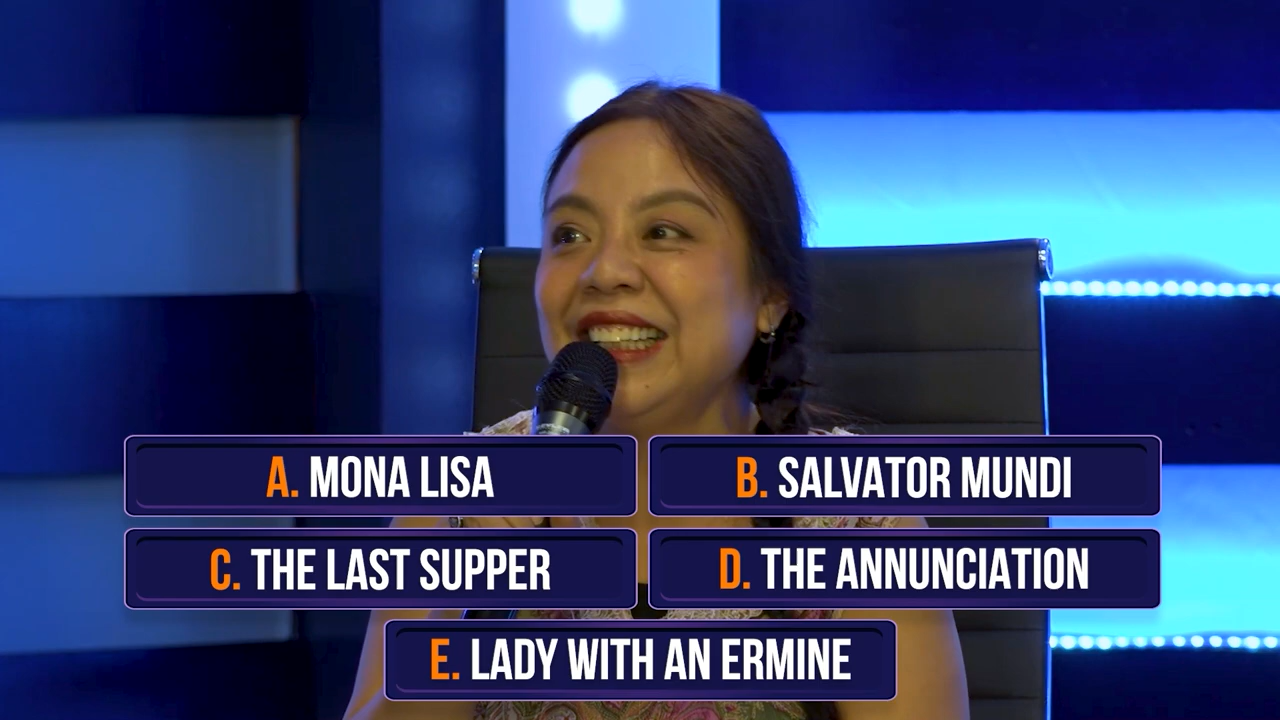 A. MONA LISA
B. SALVATOR MUNDI
C. THE LAST SUPPER
D. THE ANNUNCIATION
E. LADY WITH AN ERMINE